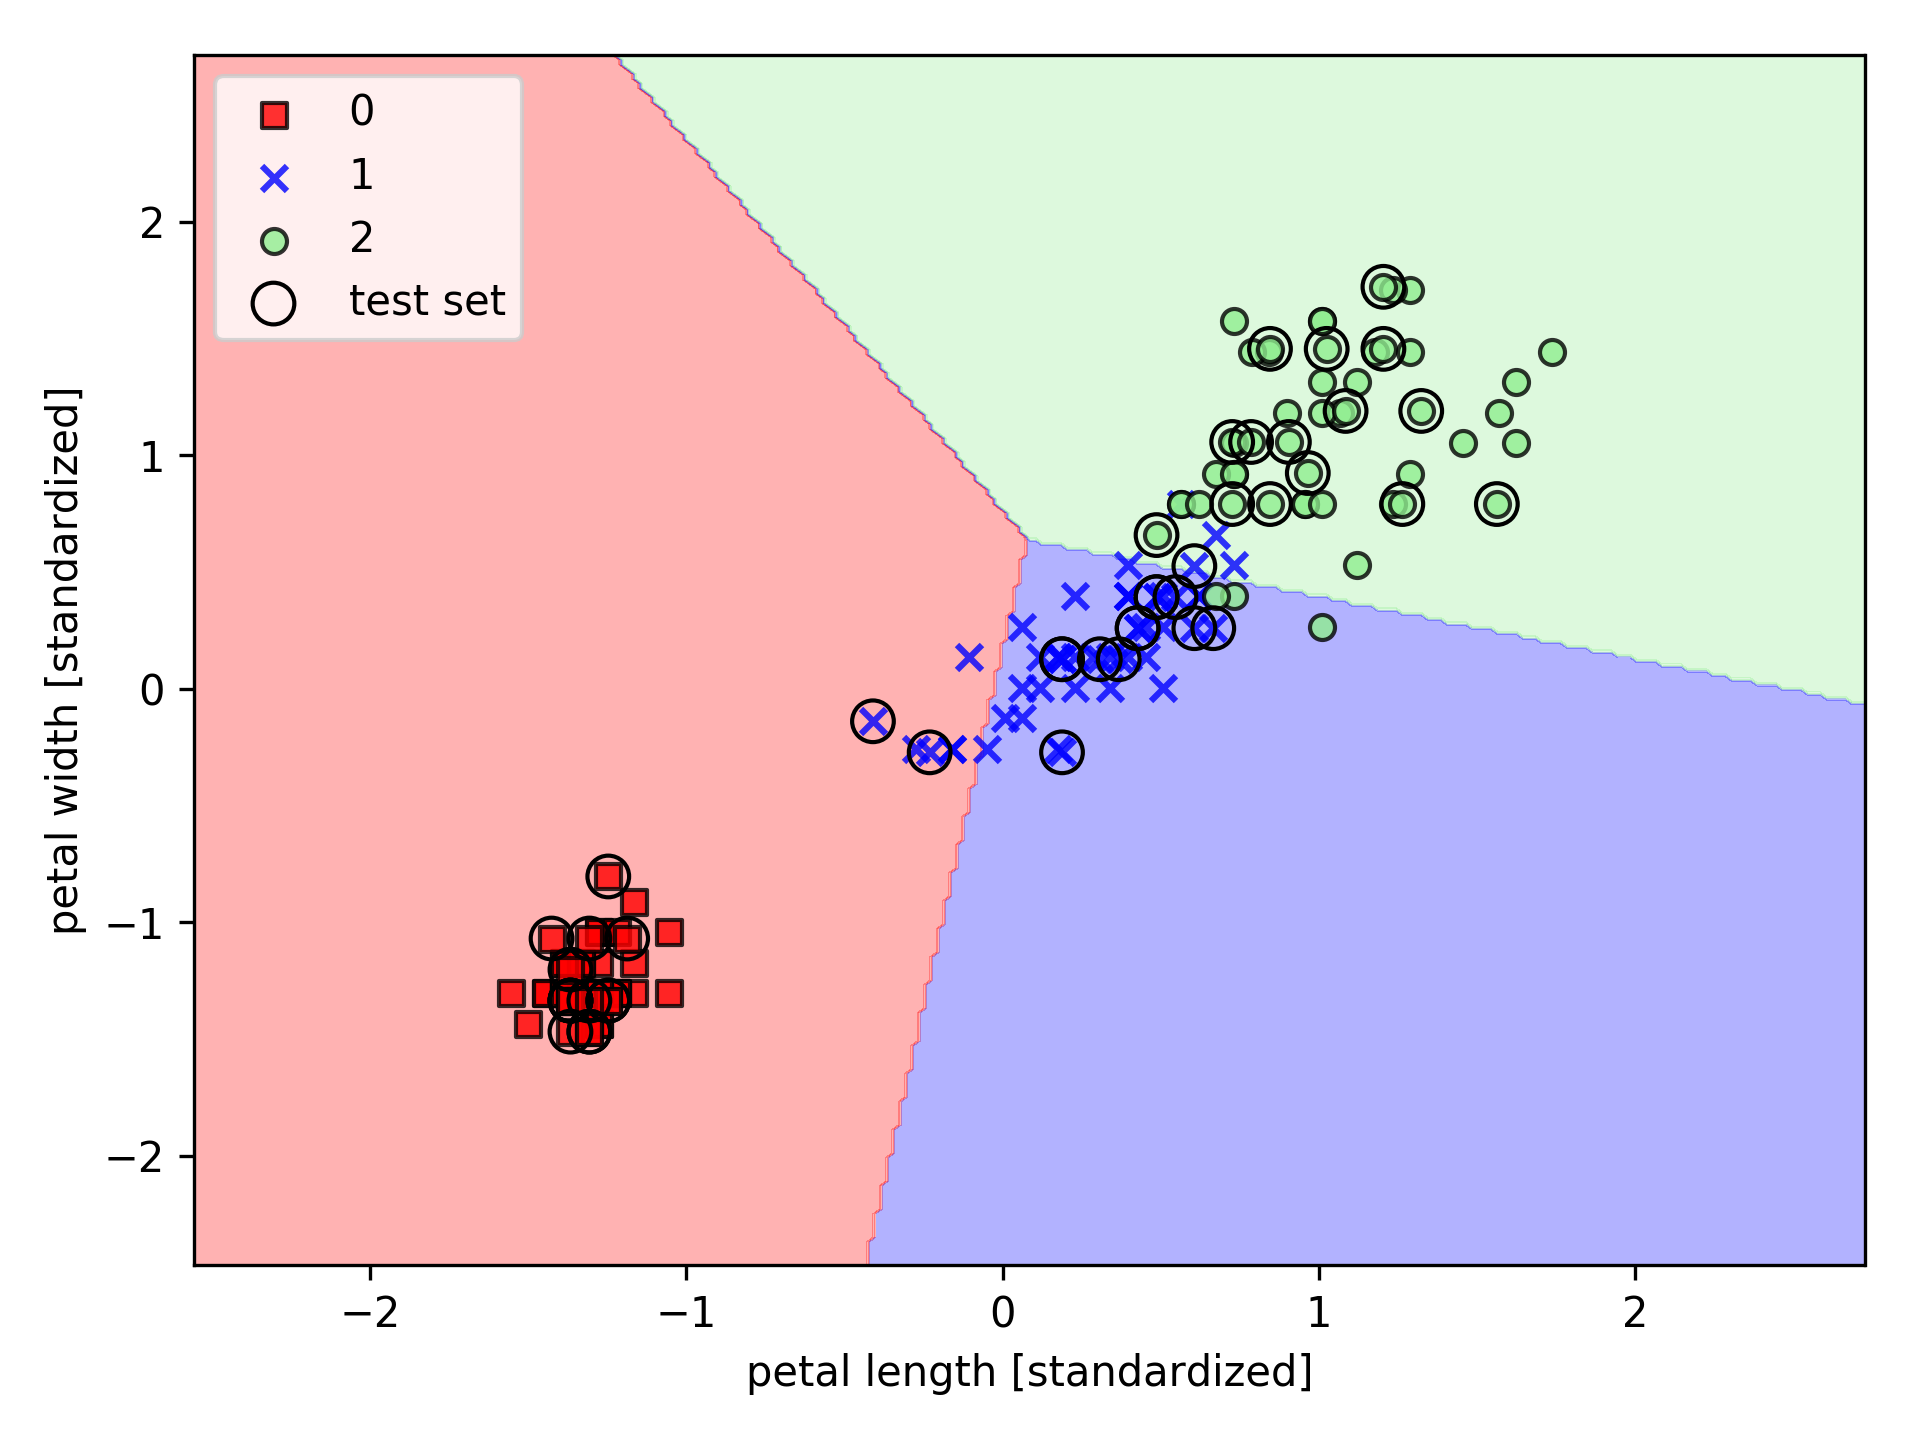 0
1
2
test set
2
1
0
−1
−2
petal width [standardized]
−2 −1 0 1 2
petal length [standardized]